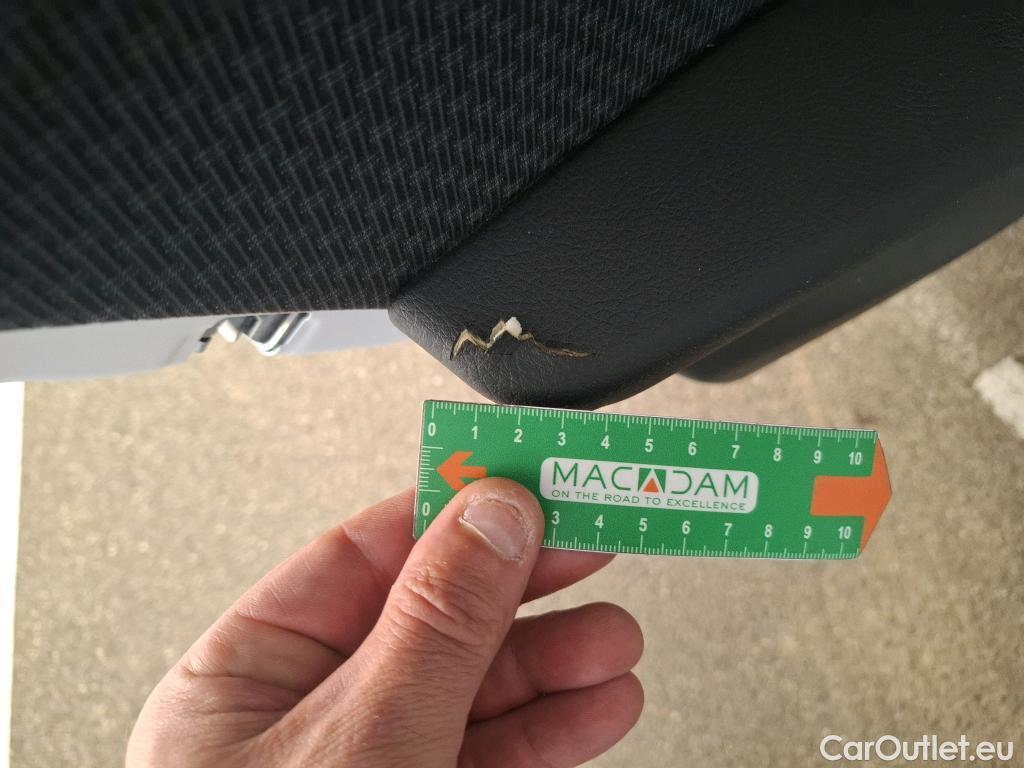 0 1 2 3 4 5 6 7 8 9 10
MACADAM
ON THE ROAD TO EXCELLENCE
0 3 4 5 6 7 8 9 10
CarOutlet.eu